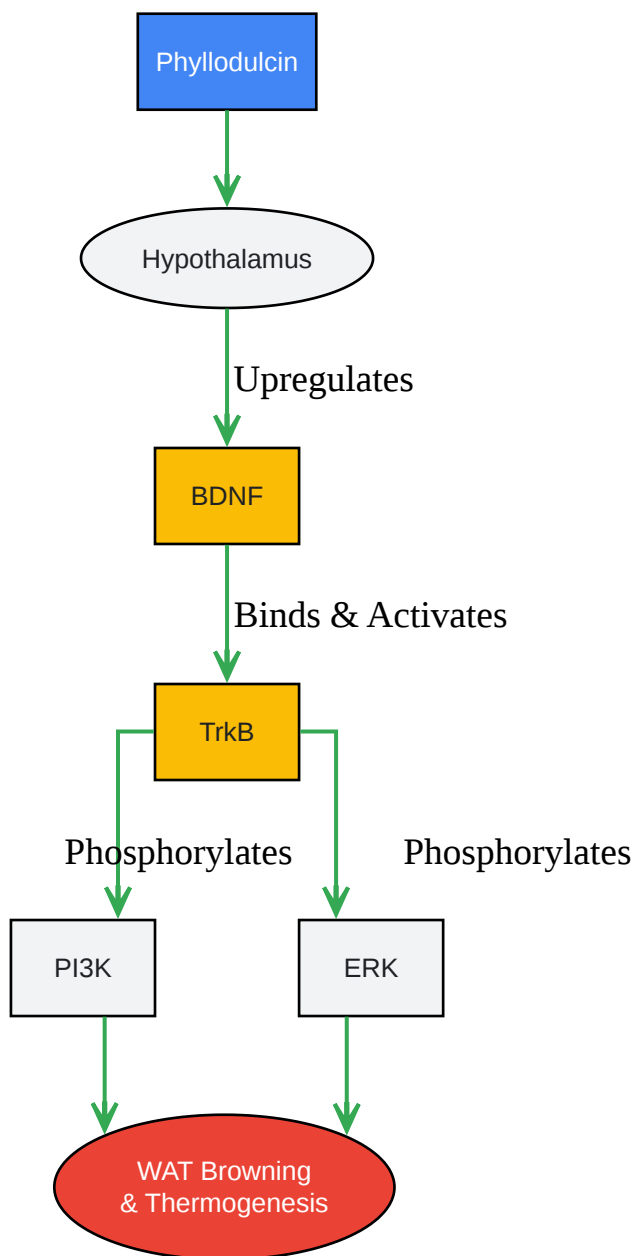 Phyllodulcin
Hypothalamus
Upregulates
BDNF
Binds & Activates
TrkB
Phosphorylates
Phosphorylates
PI3K
ERK
WAT Browning
& Thermogenesis